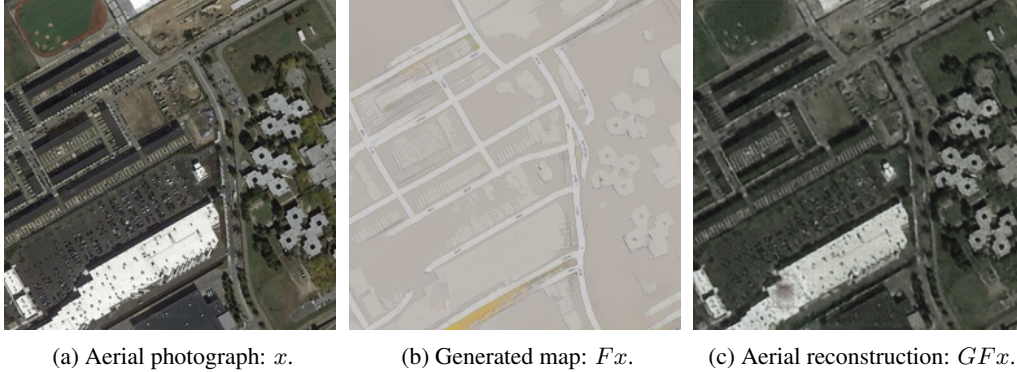 (a) Aerial photograph: x.
(b) Generated map: Fx.
(c) Aerial reconstruction: GFx.